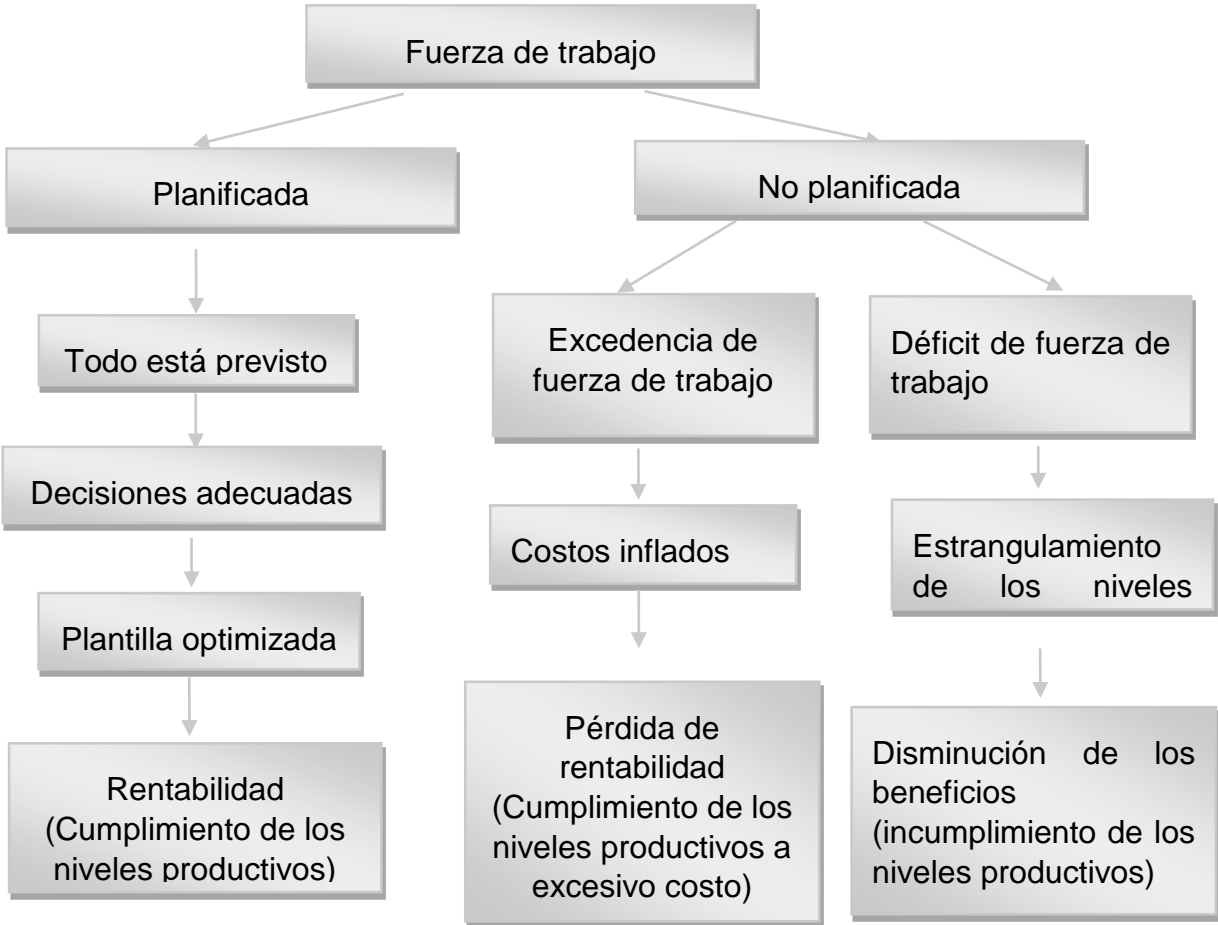 Fuerza de trabajo
Planificada
No planificada
Todo está previsto
Excedencia de
fuerza de trabajo
Déficit de fuerza de
trabajo
Decisiones adecuadas
Costos inflados
Estrangulamiento
de los niveles
Plantilla optimizada
Rentabilidad
(Cumplimiento de los
niveles productivos)
Pérdida de
rentabilidad
(Cumplimiento de los
niveles productivos a
excesivo costo)
Disminución de los
beneficios
(incumplimiento de los
niveles productivos)